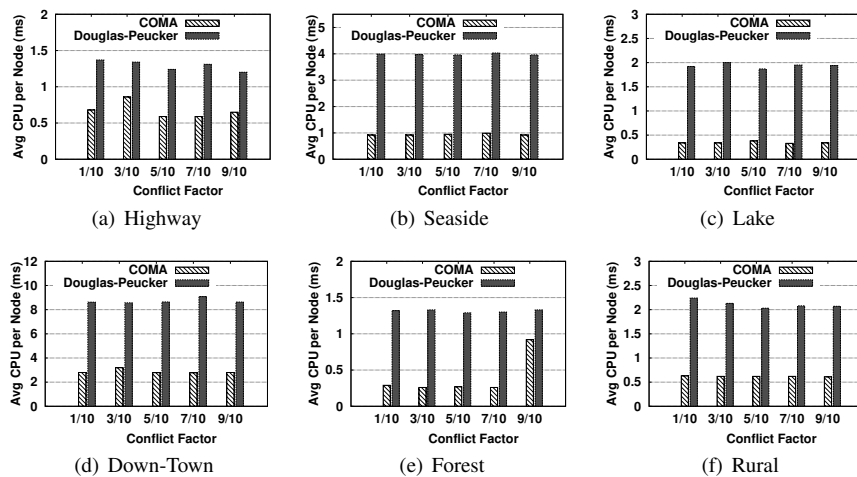 2
1.5
1
0.5
0
Avg CPU per Node (ms)
COMA
Douglas-Peucker
1/10 3/10 5/10 7/10 9/10
Conflict Factor
(a) Highway
5
4
3
2
1
0
Avg CPU per Node (ms)
COMA
Douglas-Peucker
1/10 3/10 5/10 7/10 9/10
Conflict Factor
(b) Seaside
3
2.5
2
1.5
1
0.5
0
Avg CPU per Node (ms)
COMA
Douglas-Peucker
1/10 3/10 5/10 7/10 9/10
Conflict Factor
(c) Lake
12
10
8
6
4
2
0
Avg CPU per Node (ms)
COMA
Douglas-Peucker
1/10 3/10 5/10 7/10 9/10
Conflict Factor
(d) Down-Town
2
1.5
1
0.5
0
Avg CPU per Node (ms)
COMA
Douglas-Peucker
1/10 3/10 5/10 7/10 9/10
Conflict Factor
(e) Forest
3
2.5
2
1.5
1
0.5
0
Avg CPU per Node (ms)
COMA
Douglas-Peucker
1/10 3/10 5/10 7/10 9/10
Conflict Factor
(f) Rural